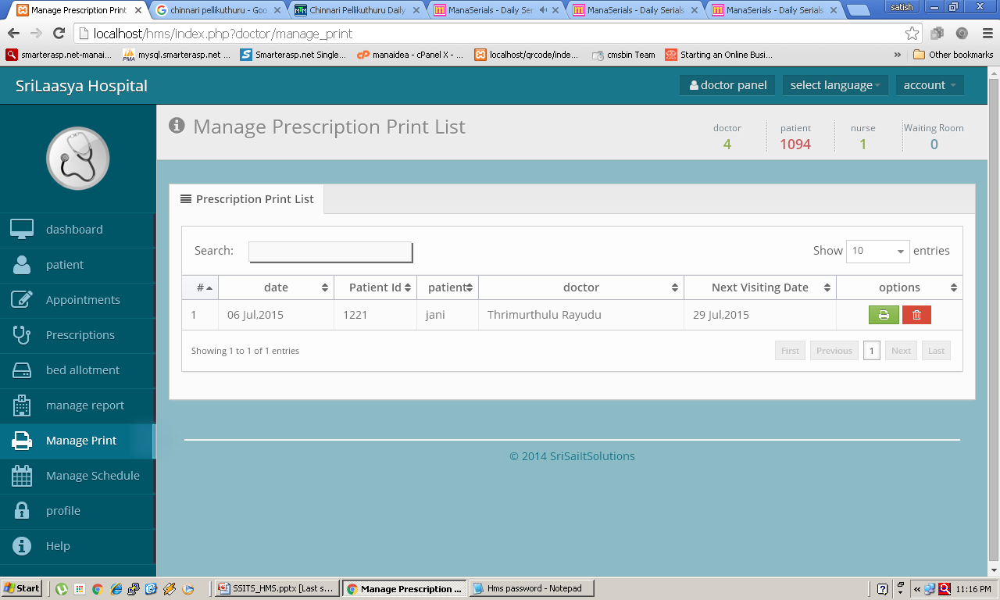 Manage Prescription Print
chinnari pellikuthuru - Goo
Chinnari Pellikuthuru Daily
ManaSerials - Daily Ser
ManaSerials - Daily Serials
ManaSerials - Daily Serials
satish
localhost/hms/index.php?doctor/manage_print
smarterasp.net-manai...
mysql.smarterasp.net ...
Smarterasp.net Single...
manaidea - cPanel X - ...
localhost/qrcode/inde...
cmsbin Team
Starting an Online Busi...
» Other bookmarks
SriLaasya Hospital
doctor panel
select language
account
Manage Prescription Print List
doctor patient nurse Waiting Room
4 1094 1 0
dashboard
patient
Appointments
Prescriptions
bed allotment
manage report
Manage Print
Manage Schedule
profile
Help
Prescription Print List
Search: Show 10 entries
# date Patient Id patient doctor Next Visiting Date options
1 06 Jul,2015 1221 jani Thrimurthulu Rayudu 29 Jul,2015
Showing 1 to 1 of 1 entries First Previous 1 Next Last
© 2014 SriSaiItSolutions
Start
SSITS_HMS.pptx [Last s...
Manage Prescription ...
Hms password - Notepad
« 11:16 PM